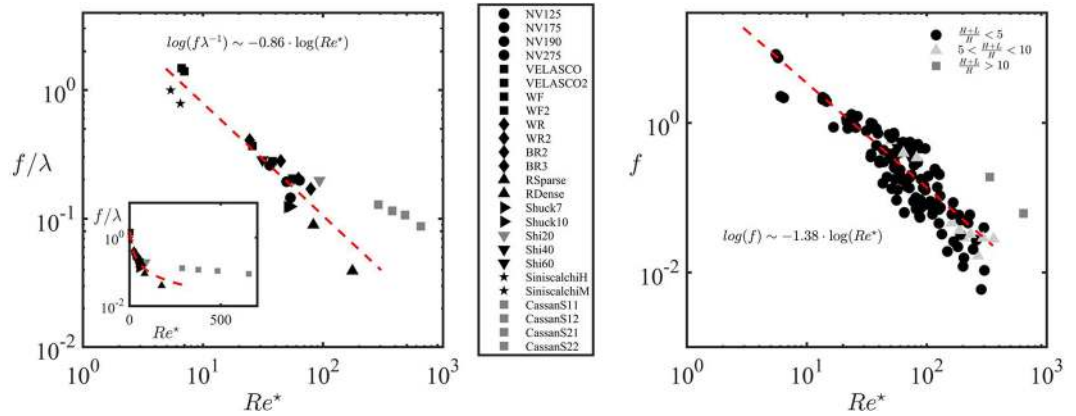 log(fλ⁻¹) ~ −0.86 · log(Re⋆)
10⁰
f/λ
10⁻¹
10⁻²
f/λ
10⁰
10⁻²
0
500
Re⋆
10⁰
10¹
10²
10³
Re⋆
NV125
NV175
NV190
NV275
VELASCO
VELASCO2
WF
WF2
WR
WR2
BR2
BR3
RSparse
RDense
Shuck7
Shuck10
Shi20
Shi40
Shi60
SiniscalchiH
SiniscalchiM
CassanS11
CassanS12
CassanS21
CassanS22
H+L/H < 5
5 < H+L/H < 10
H+L/H > 10
10⁰
f
10⁻²
log(f) ~ −1.38 · log(Re⋆)
10⁰
10¹
10²
10³
Re⋆